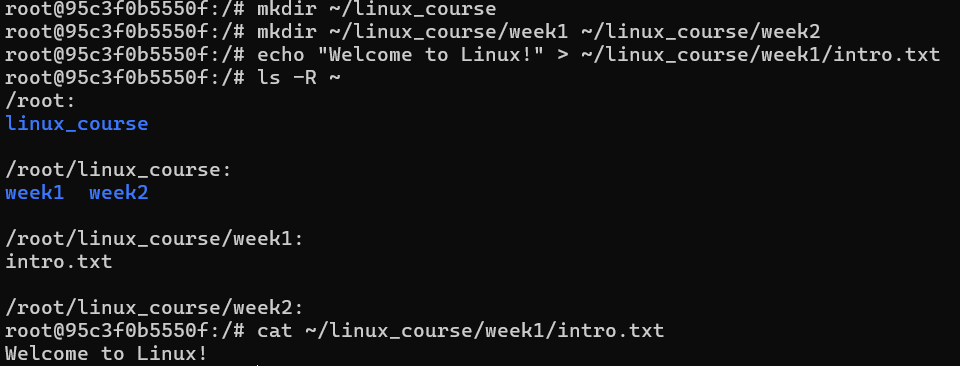 root@95c3f0b5550f:/# mkdir ~/linux_course
root@95c3f0b5550f:/# mkdir ~/linux_course/week1 ~/linux_course/week2
root@95c3f0b5550f:/# echo "Welcome to Linux!" > ~/linux_course/week1/intro.txt
root@95c3f0b5550f:/# ls -R ~
/root:
linux_course

/root/linux_course:
week1  week2

/root/linux_course/week1:
intro.txt

/root/linux_course/week2:
root@95c3f0b5550f:/# cat ~/linux_course/week1/intro.txt
Welcome to Linux!